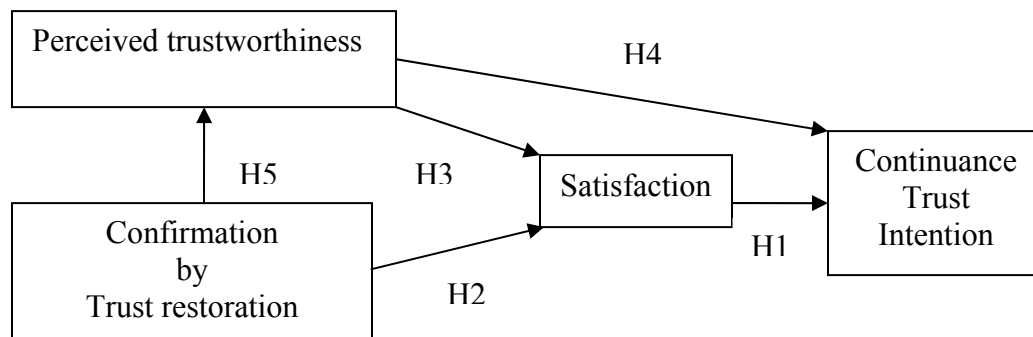 Perceived trustworthiness
H4
H5
H3
Satisfaction
Continuance
Trust
Intention
H1
Confirmation
by
Trust restoration
H2